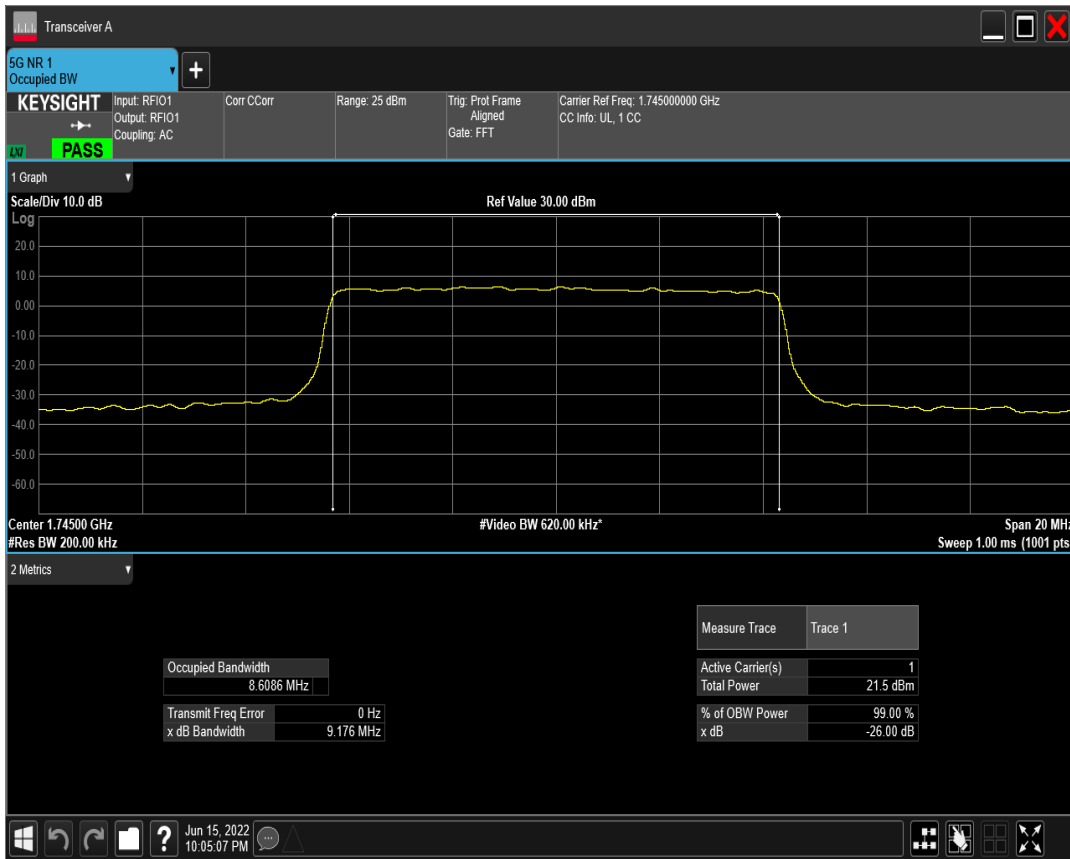 Transceiver A
5G NR 1
Occupied BW
+
KEYSIGHT
LXI
PASS
Input: RFIO1
Output: RFIO1
Coupling: AC
Corr CCorr
Range: 25 dBm
Trig: Prot Frame
Aligned
Gate: FFT
Carrier Ref Freq: 1.745000000 GHz
CC Info: UL, 1 CC
1 Graph
Scale/Div 10.0 dB
Ref Value 30.00 dBm
Log
20.0
10.0
0.00
-10.0
-20.0
-30.0
-40.0
-50.0
-60.0
Center 1.74500 GHz
#Video BW 620.00 kHz*
Span 20 MHz
#Res BW 200.00 kHz
Sweep 1.00 ms (1001 pts
2 Metrics
Measure Trace Trace 1
Occupied Bandwidth
8.6086 MHz
Active Carrier(s) 1
Total Power 21.5 dBm
Transmit Freq Error 0 Hz
x dB Bandwidth 9.176 MHz
% of OBW Power 99.00 %
x dB -26.00 dB
?
Jun 15, 2022
10:05:07 PM